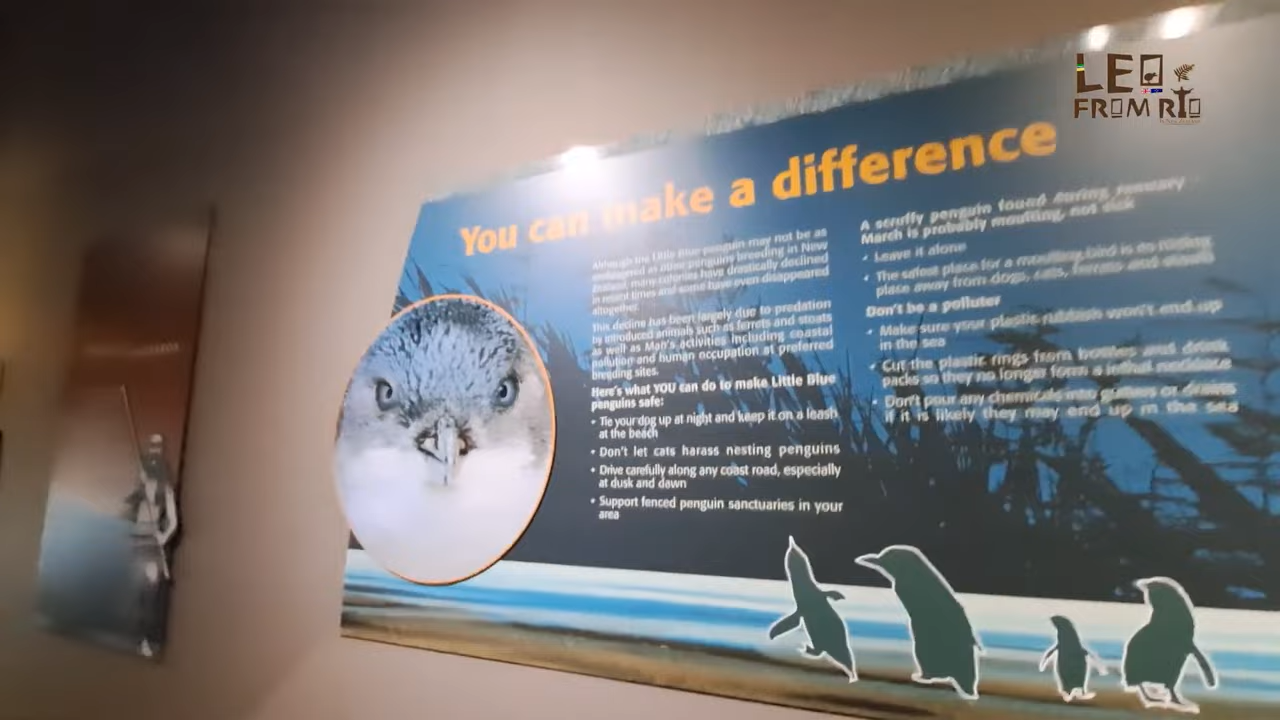 LEO
FROM RIO
You can make a difference
Although the Little Blue penguin may not be as
endangered as other penguins breeding in New
Zealand, many colonies have drastically declined
in recent times and some have even disappeared
altogether.
This decline has been largely due to predation
by introduced animals such as ferrets and stoats
as well as Man's activities including coastal
pollution and human occupation at preferred
breeding sites.
Here's what YOU can do to make Little Blue
penguins safe:
• Tie your dog up at night and keep it on a leash
at the beach
• Don't let cats harass nesting penguins
• Drive carefully along any coast road, especially
at dusk and dawn
• Support fenced penguin sanctuaries in your
area
A scruffy penguin found during January -
March is probably moulting, not sick
• Leave it alone
• The safest place for a moulting bird is its hiding
place away from dogs, cats, ferrets and stoats
Don't be a polluter
• Make sure your plastic rubbish won't end up
in the sea
• Cut the plastic rings from bottles and drink
packs so they no longer form a lethal necklace
• Don't pour any chemicals into gutters or drains
if it is likely they may end up in the sea